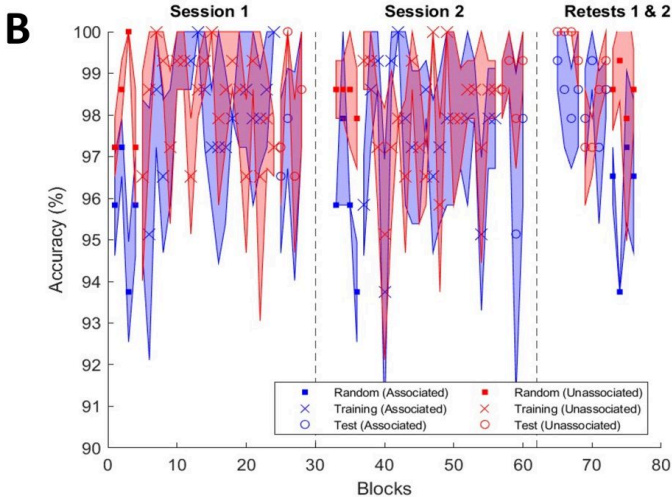 B
Session 1 Session 2 Retests 1 & 2
100
99
98
97
96
95
94
93
92
91
90
Accuracy (%)
0 10 20 30 40 50 60 70 80
Blocks
Random (Associated) Random (Unassociated)
Training (Associated) Training (Unassociated)
Test (Associated) Test (Unassociated)